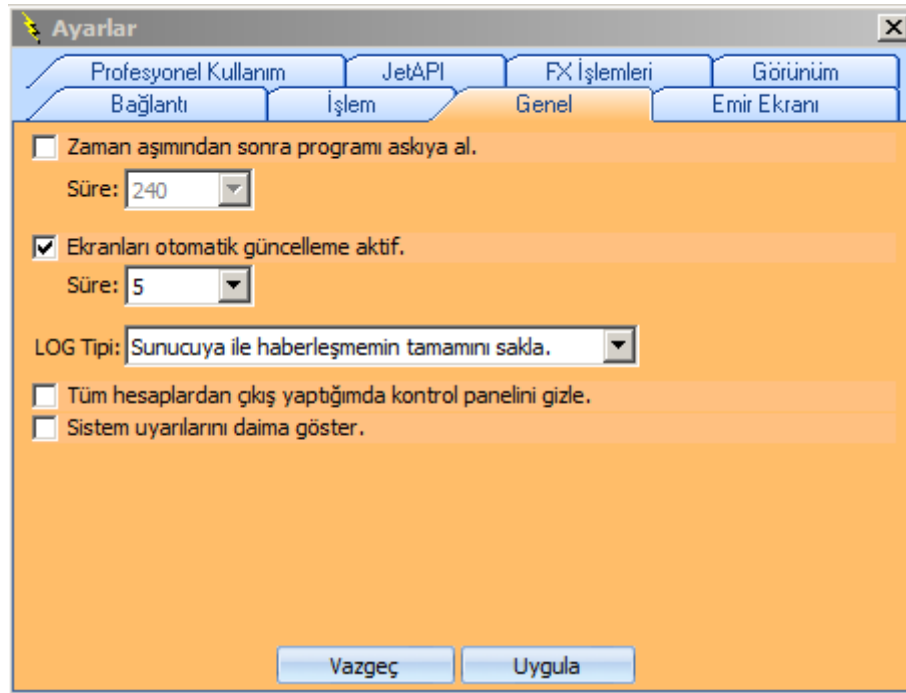 Ayarlar
Profesyonel Kullanım JetAPI FX İşlemleri Görünüm
Bağlantı İşlem Genel Emir Ekranı
Zaman aşımından sonra programı askıya al.
Süre: 240
Ekranları otomatik güncelleme aktif.
Süre: 5
LOG Tipi: Sunucuya ile haberleşmemin tamamını sakla.
Tüm hesaplardan çıkış yaptığımda kontrol panelini gizle.
Sistem uyarılarını daima göster.
Vazgeç Uygula